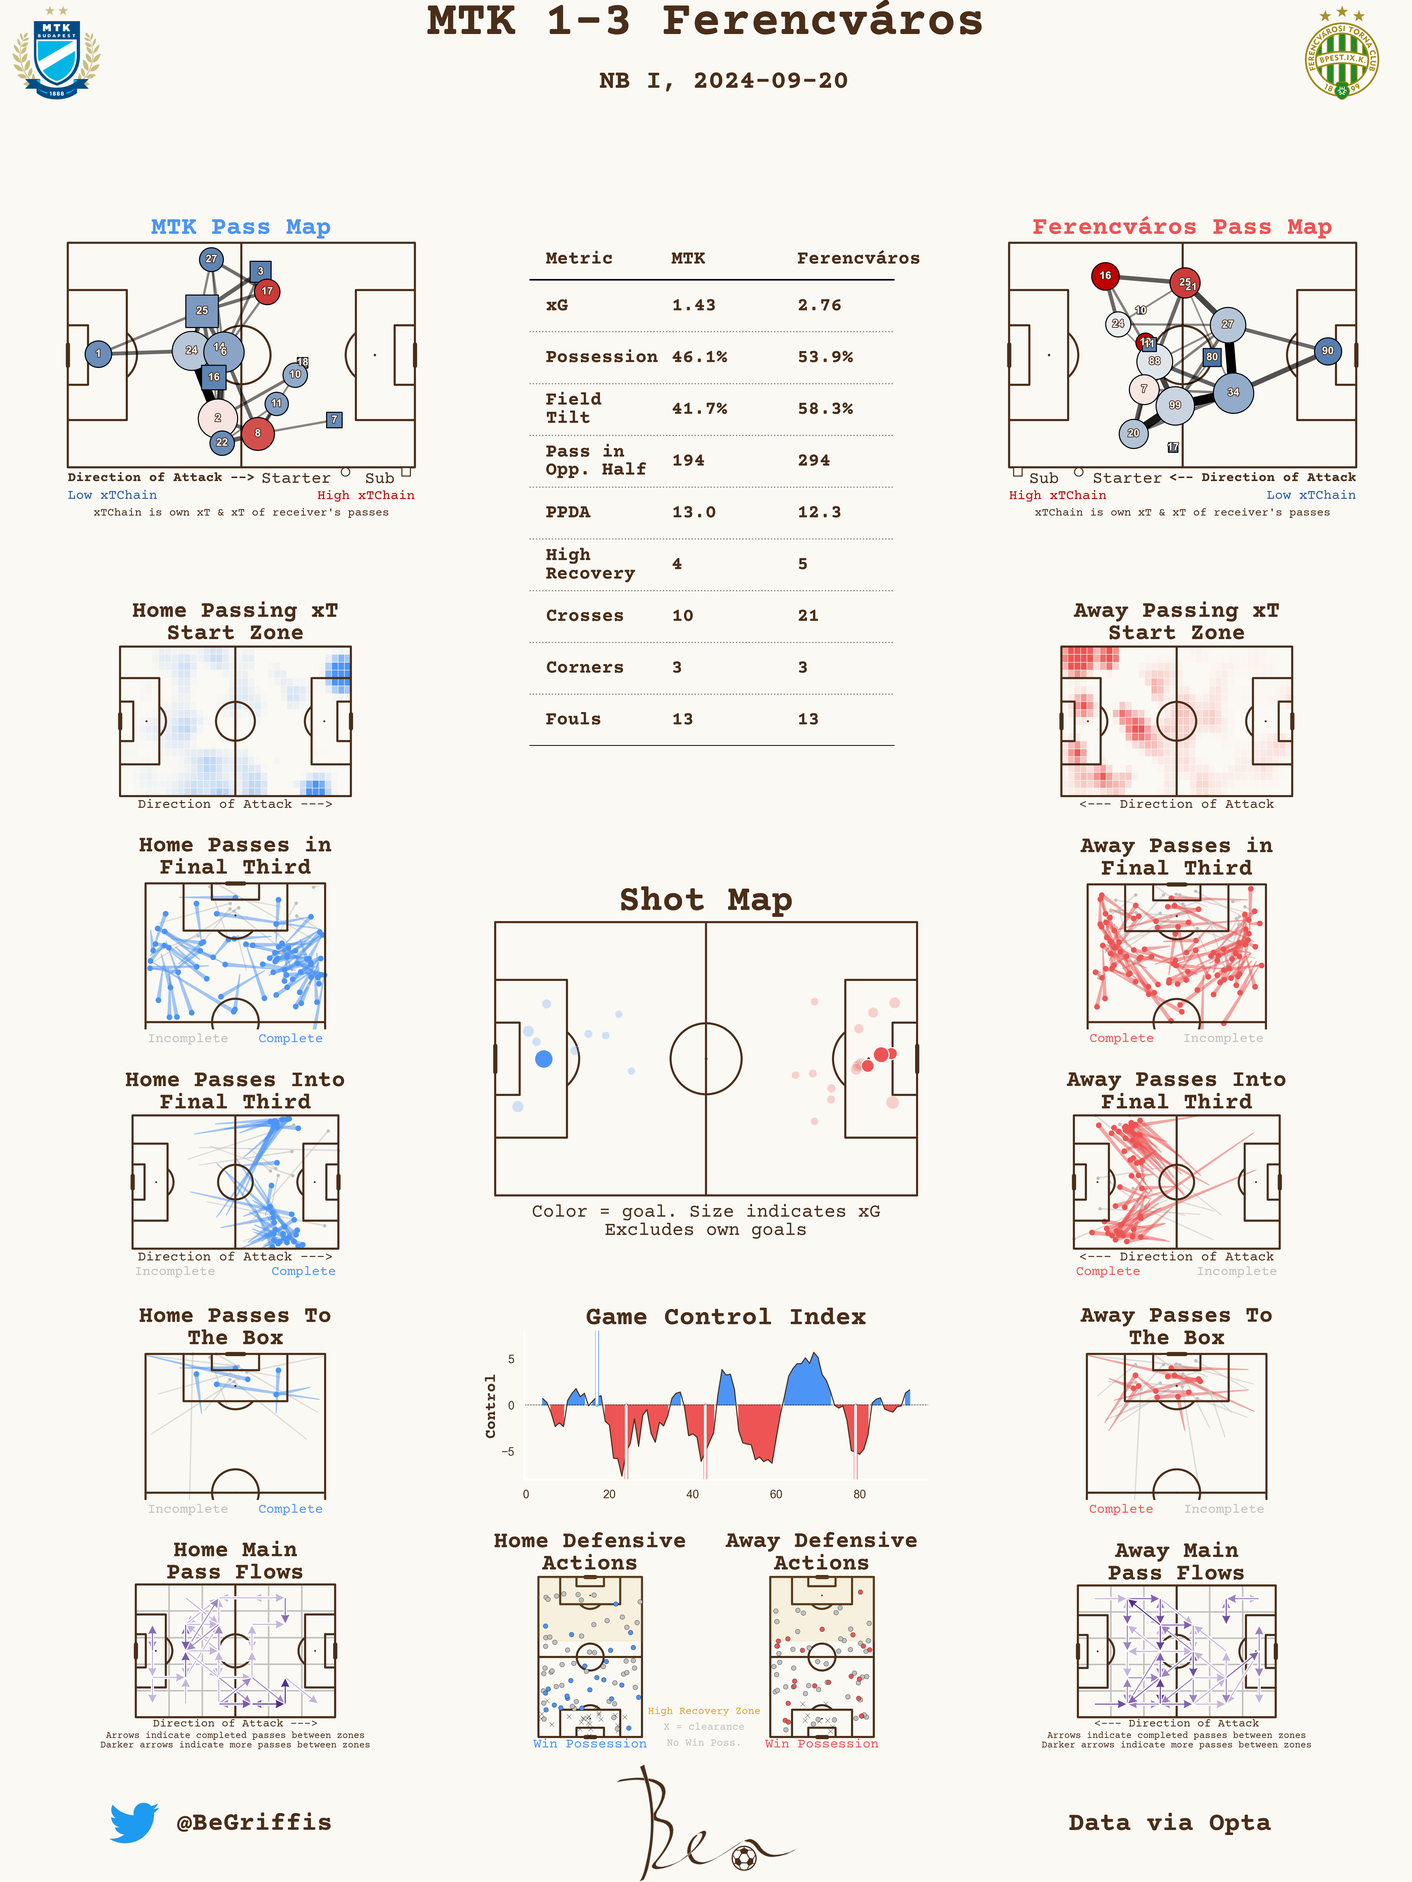 MTK 1-3 Ferencváros
NB I, 2024-09-20
MTK
BUDAPEST
1888
FERENCVÁROSI TORNA CLUB
BPEST.IX.K.
18 99
MTK Pass Map
27
3
17
25
1
24
14
6
16
18
10
11
2
8
7
22
Direction of Attack --> Starter Sub
Low xTChain High xTChain
xTChain is own xT & xT of receiver's passes
Metric MTK Ferencváros
xG 1.43 2.76
Possession 46.1% 53.9%
Field
Tilt 41.7% 58.3%
Pass in
Opp. Half 194 294
PPDA 13.0 12.3
High
Recovery 4 5
Crosses 10 21
Corners 3 3
Fouls 13 13
Ferencváros Pass Map
16
25
21
10
24
27
11
88
80
90
7
34
99
20
17
Sub Starter <-- Direction of Attack
High xTChain Low xTChain
xTChain is own xT & xT of receiver's passes
Home Passing xT
Start Zone
Direction of Attack --->
Away Passing xT
Start Zone
<--- Direction of Attack
Home Passes in
Final Third
Incomplete Complete
Away Passes in
Final Third
Complete Incomplete
Shot Map
Color = goal. Size indicates xG
Excludes own goals
Home Passes Into
Final Third
Direction of Attack --->
Incomplete Complete
Away Passes Into
Final Third
<--- Direction of Attack
Complete Incomplete
Home Passes To
The Box
Incomplete Complete
Game Control Index
Control
5
0
−5
0 20 40 60 80
Away Passes To
The Box
Complete Incomplete
Home Main
Pass Flows
Direction of Attack --->
Arrows indicate completed passes between zones
Darker arrows indicate more passes between zones
Home Defensive
Actions
Win Possession
Away Defensive
Actions
Win Possession
High Recovery Zone
X = clearance
No Win Poss.
Away Main
Pass Flows
<--- Direction of Attack
Arrows indicate completed passes between zones
Darker arrows indicate more passes between zones
@BeGriffis
Ben
Data via Opta